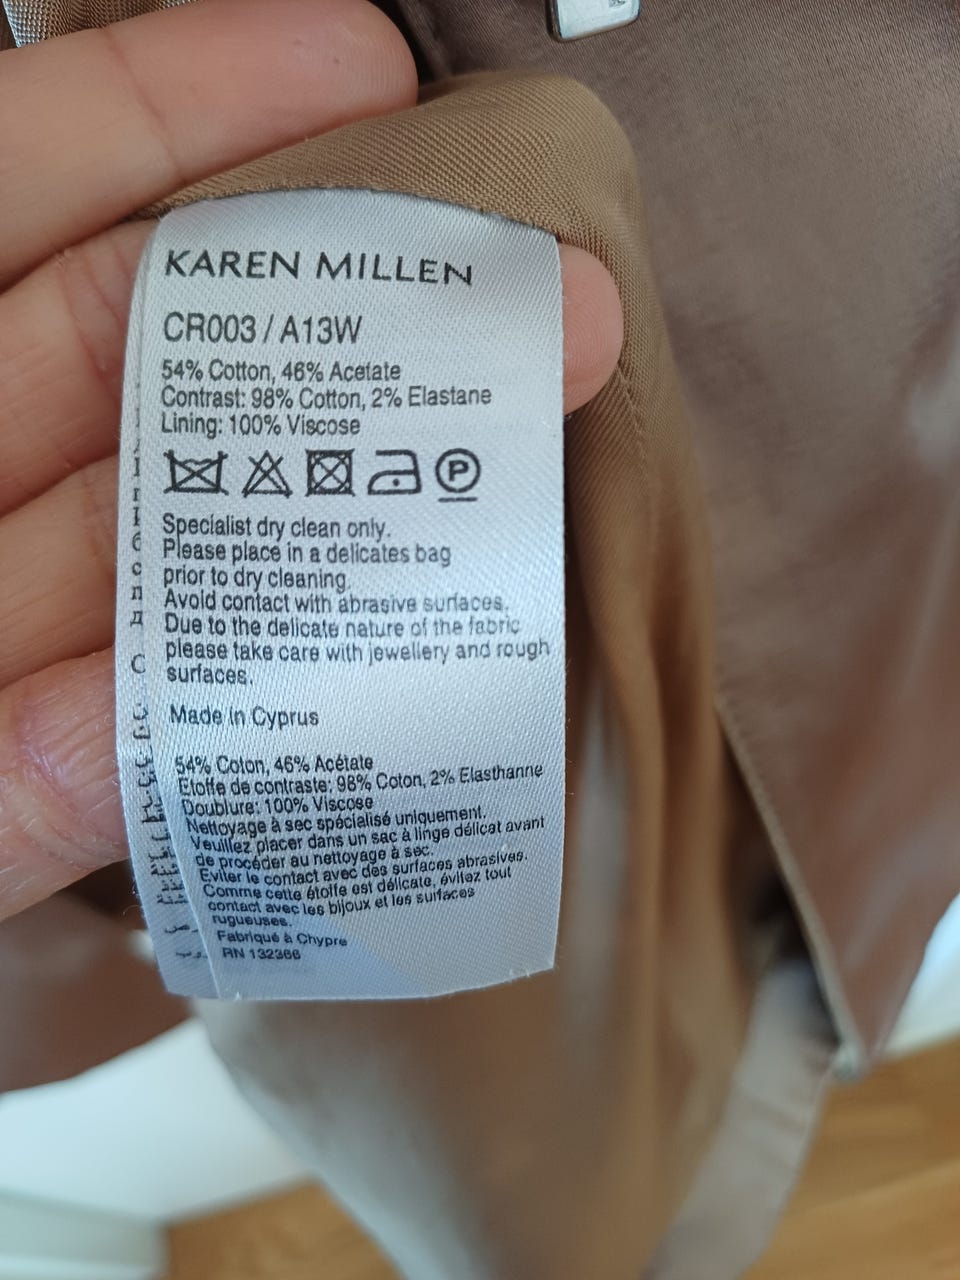 KAREN MILLEN
CR003 / A13W
54% Cotton, 46% Acetate
Contrast: 98% Cotton, 2% Elastane
Lining: 100% Viscose
P
Specialist dry clean only.
Please place in a delicates bag
prior to dry cleaning.
Avoid contact with abrasive surfaces.
Due to the delicate nature of the fabric
please take care with jewellery and rough
surfaces.
Made in Cyprus
54% Coton, 46% Acétate
Etoffe de contraste: 98% Coton, 2% Elasthanne
Doublure: 100% Viscose
Nettoyage à sec spécialisé uniquement.
Veuillez placer dans un sac à linge délicat avant
de procéder au nettoyage à sec.
Eviter le contact avec des surfaces abrasives.
Comme cette étoffe est délicate, évitez tout
contact avec les bijoux et les surfaces
rugueuses.
Fabriqué à Chypre
RN 132366